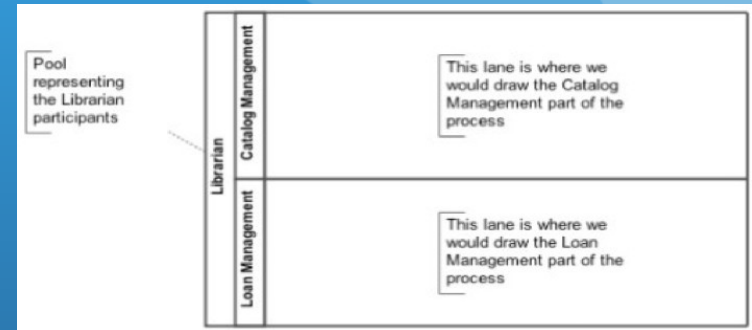 Pool
representing
the Librarian
participants
Librarian
Catalog Management
This lane is where we
would draw the Catalog
Management part of the
process
Loan Management
This lane is where we
would draw the Loan
Management part of the
process